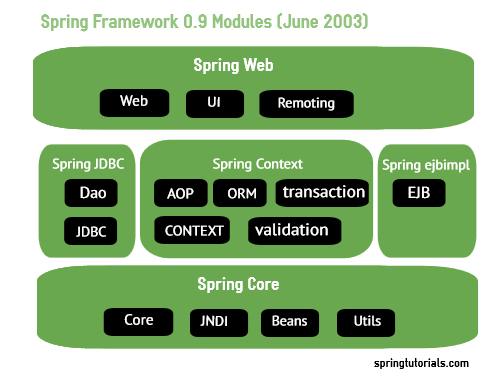 Spring Framework 0.9 Modules (June 2003)
Spring Web
Web UI Remoting
Spring JDBC
Dao
JDBC
Spring Context
AOP ORM transaction
CONTEXT validation
Spring ejbimpl
EJB
Spring Core
Core JNDI Beans Utils
springtutorials.com